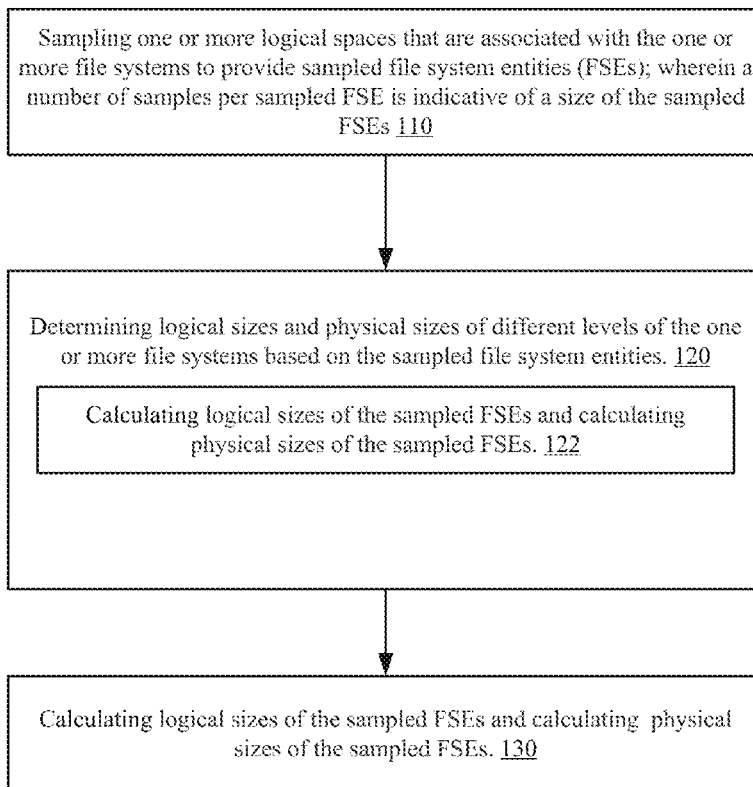 Sampling one or more logical spaces that are associated with the one or
more file systems to provide sampled file system entities (FSEs); wherein a
number of samples per sampled FSE is indicative of a size of the sampled
FSEs 110
Determining logical sizes and physical sizes of different levels of the one
or more file systems based on the sampled file system entities. 120
Calculating logical sizes of the sampled FSEs and calculating
physical sizes of the sampled FSEs. 122
Calculating logical sizes of the sampled FSEs and calculating physical
sizes of the sampled FSEs. 130